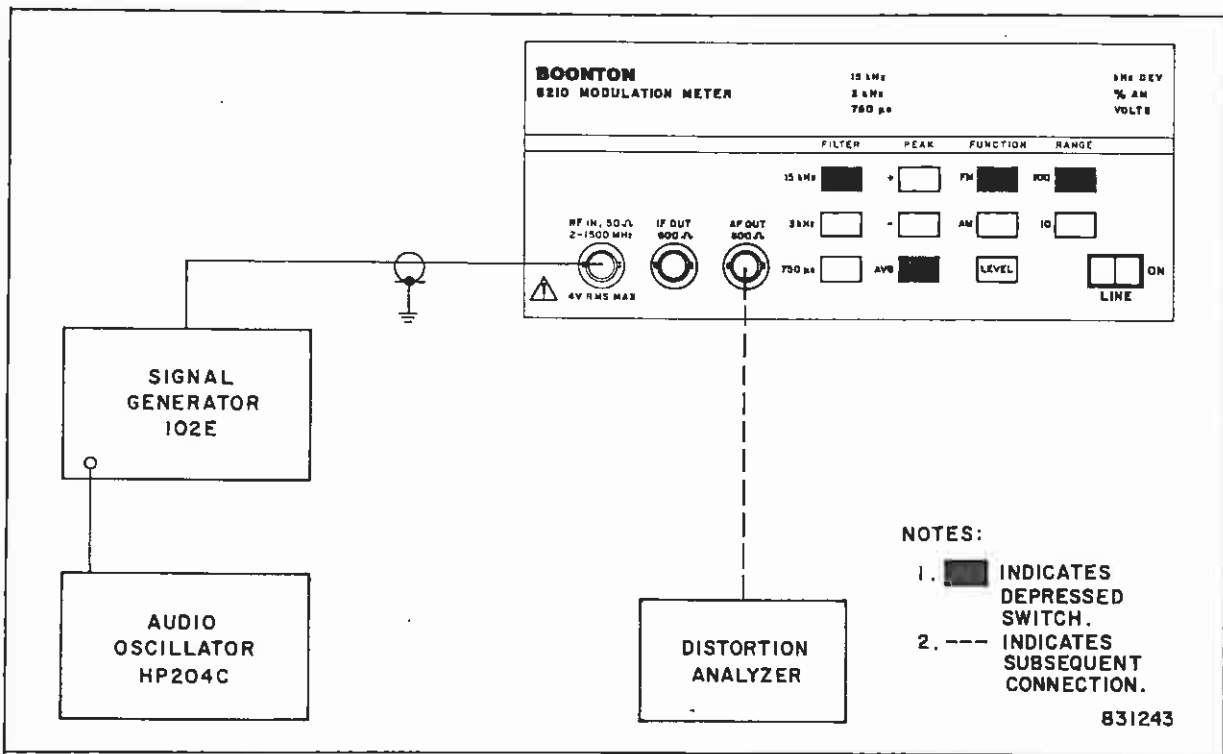 BOONTON
8210 MODULATION METER
15 kHz
3 kHz
750 µs
kHz DEV
% AM
VOLTS
FILTER PEAK FUNCTION RANGE
15 kHz + FM 100
3 kHz - AM 10
750 µs AVG LEVEL
RF IN, 50Ω
2-1500 MHz
4V RMS MAX
IF OUT
600Ω
AF OUT
600Ω
ON
LINE
SIGNAL
GENERATOR
102E
AUDIO
OSCILLATOR
HP204C
DISTORTION
ANALYZER
NOTES:
1. INDICATES
DEPRESSED
SWITCH.
2. --- INDICATES
SUBSEQUENT
CONNECTION.
831243